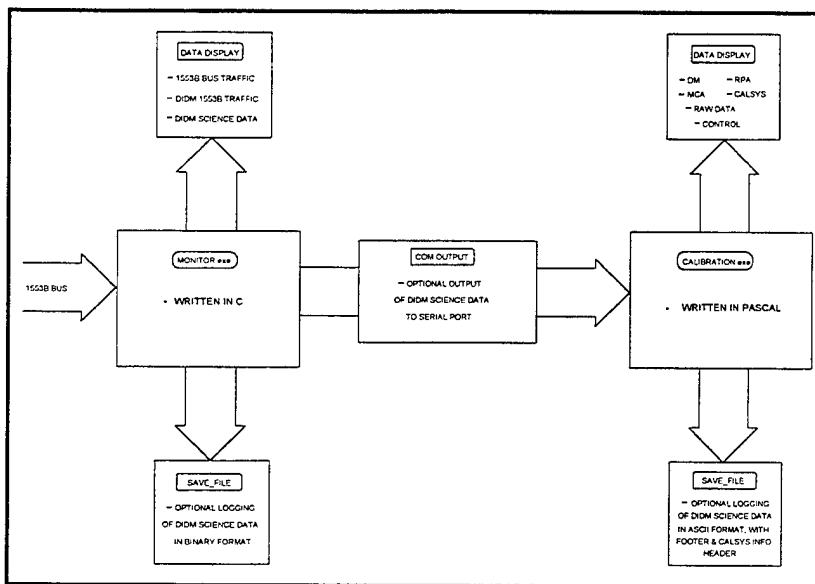 DATA DISPLAY
– 1553B BUS TRAFFIC
– DIDM 1553B TRAFFIC
– DIDM SCIENCE DATA
DATA DISPLAY
– DM – RPA
– MCA – CALSYS
– RAW DATA
– CONTROL
1553B BUS
MONITOR exe
• WRITTEN IN C
COM OUTPUT
– OPTIONAL OUTPUT
OF DIDM SCIENCE DATA
TO SERIAL PORT
CALIBRATION exe
• WRITTEN IN PASCAL
SAVE_FILE
– OPTIONAL LOGGING
OF DIDM SCIENCE DATA
IN BINARY FORMAT
SAVE_FILE
– OPTIONAL LOGGING
OF DIDM SCIENCE DATA
IN ASCII FORMAT, WITH
FOOTER & CALSYS INFO
HEADER